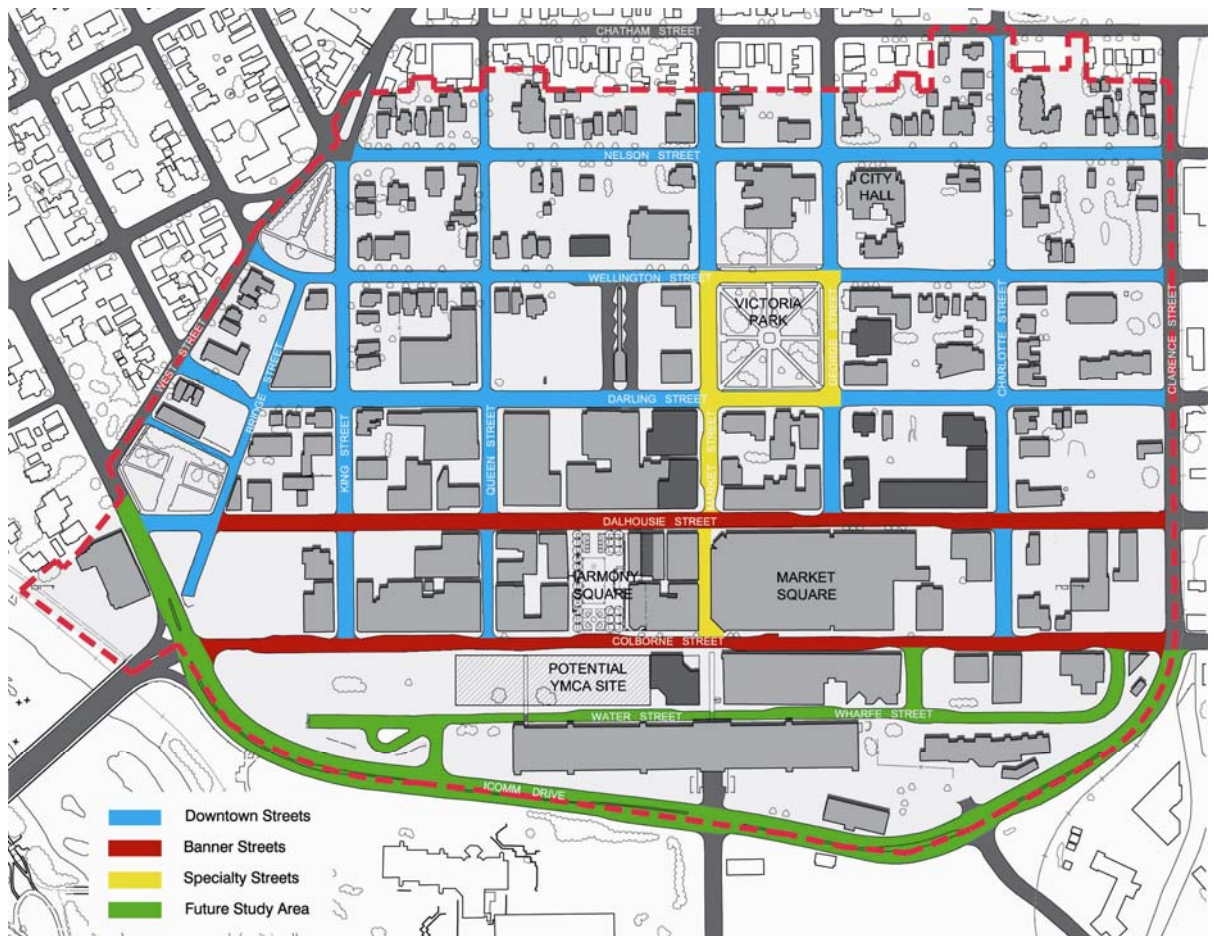 CHATHAM STREET
NELSON STREET
CITY
HALL
WELLINGTON STREET
VICTORIA
PARK
GEORGE STREET
CHARLOTTE STREET
CLARENCE STREET
WEST STREET
BRIDGE STREET
DARLING STREET
KING STREET
QUEEN STREET
MARKET STREET
DALHOUSIE STREET
HARMONY
SQUARE
MARKET
SQUARE
COLBORNE STREET
POTENTIAL
YMCA SITE
WATER STREET
WHARFE STREET
ICOMM DRIVE
Downtown Streets
Banner Streets
Specialty Streets
Future Study Area